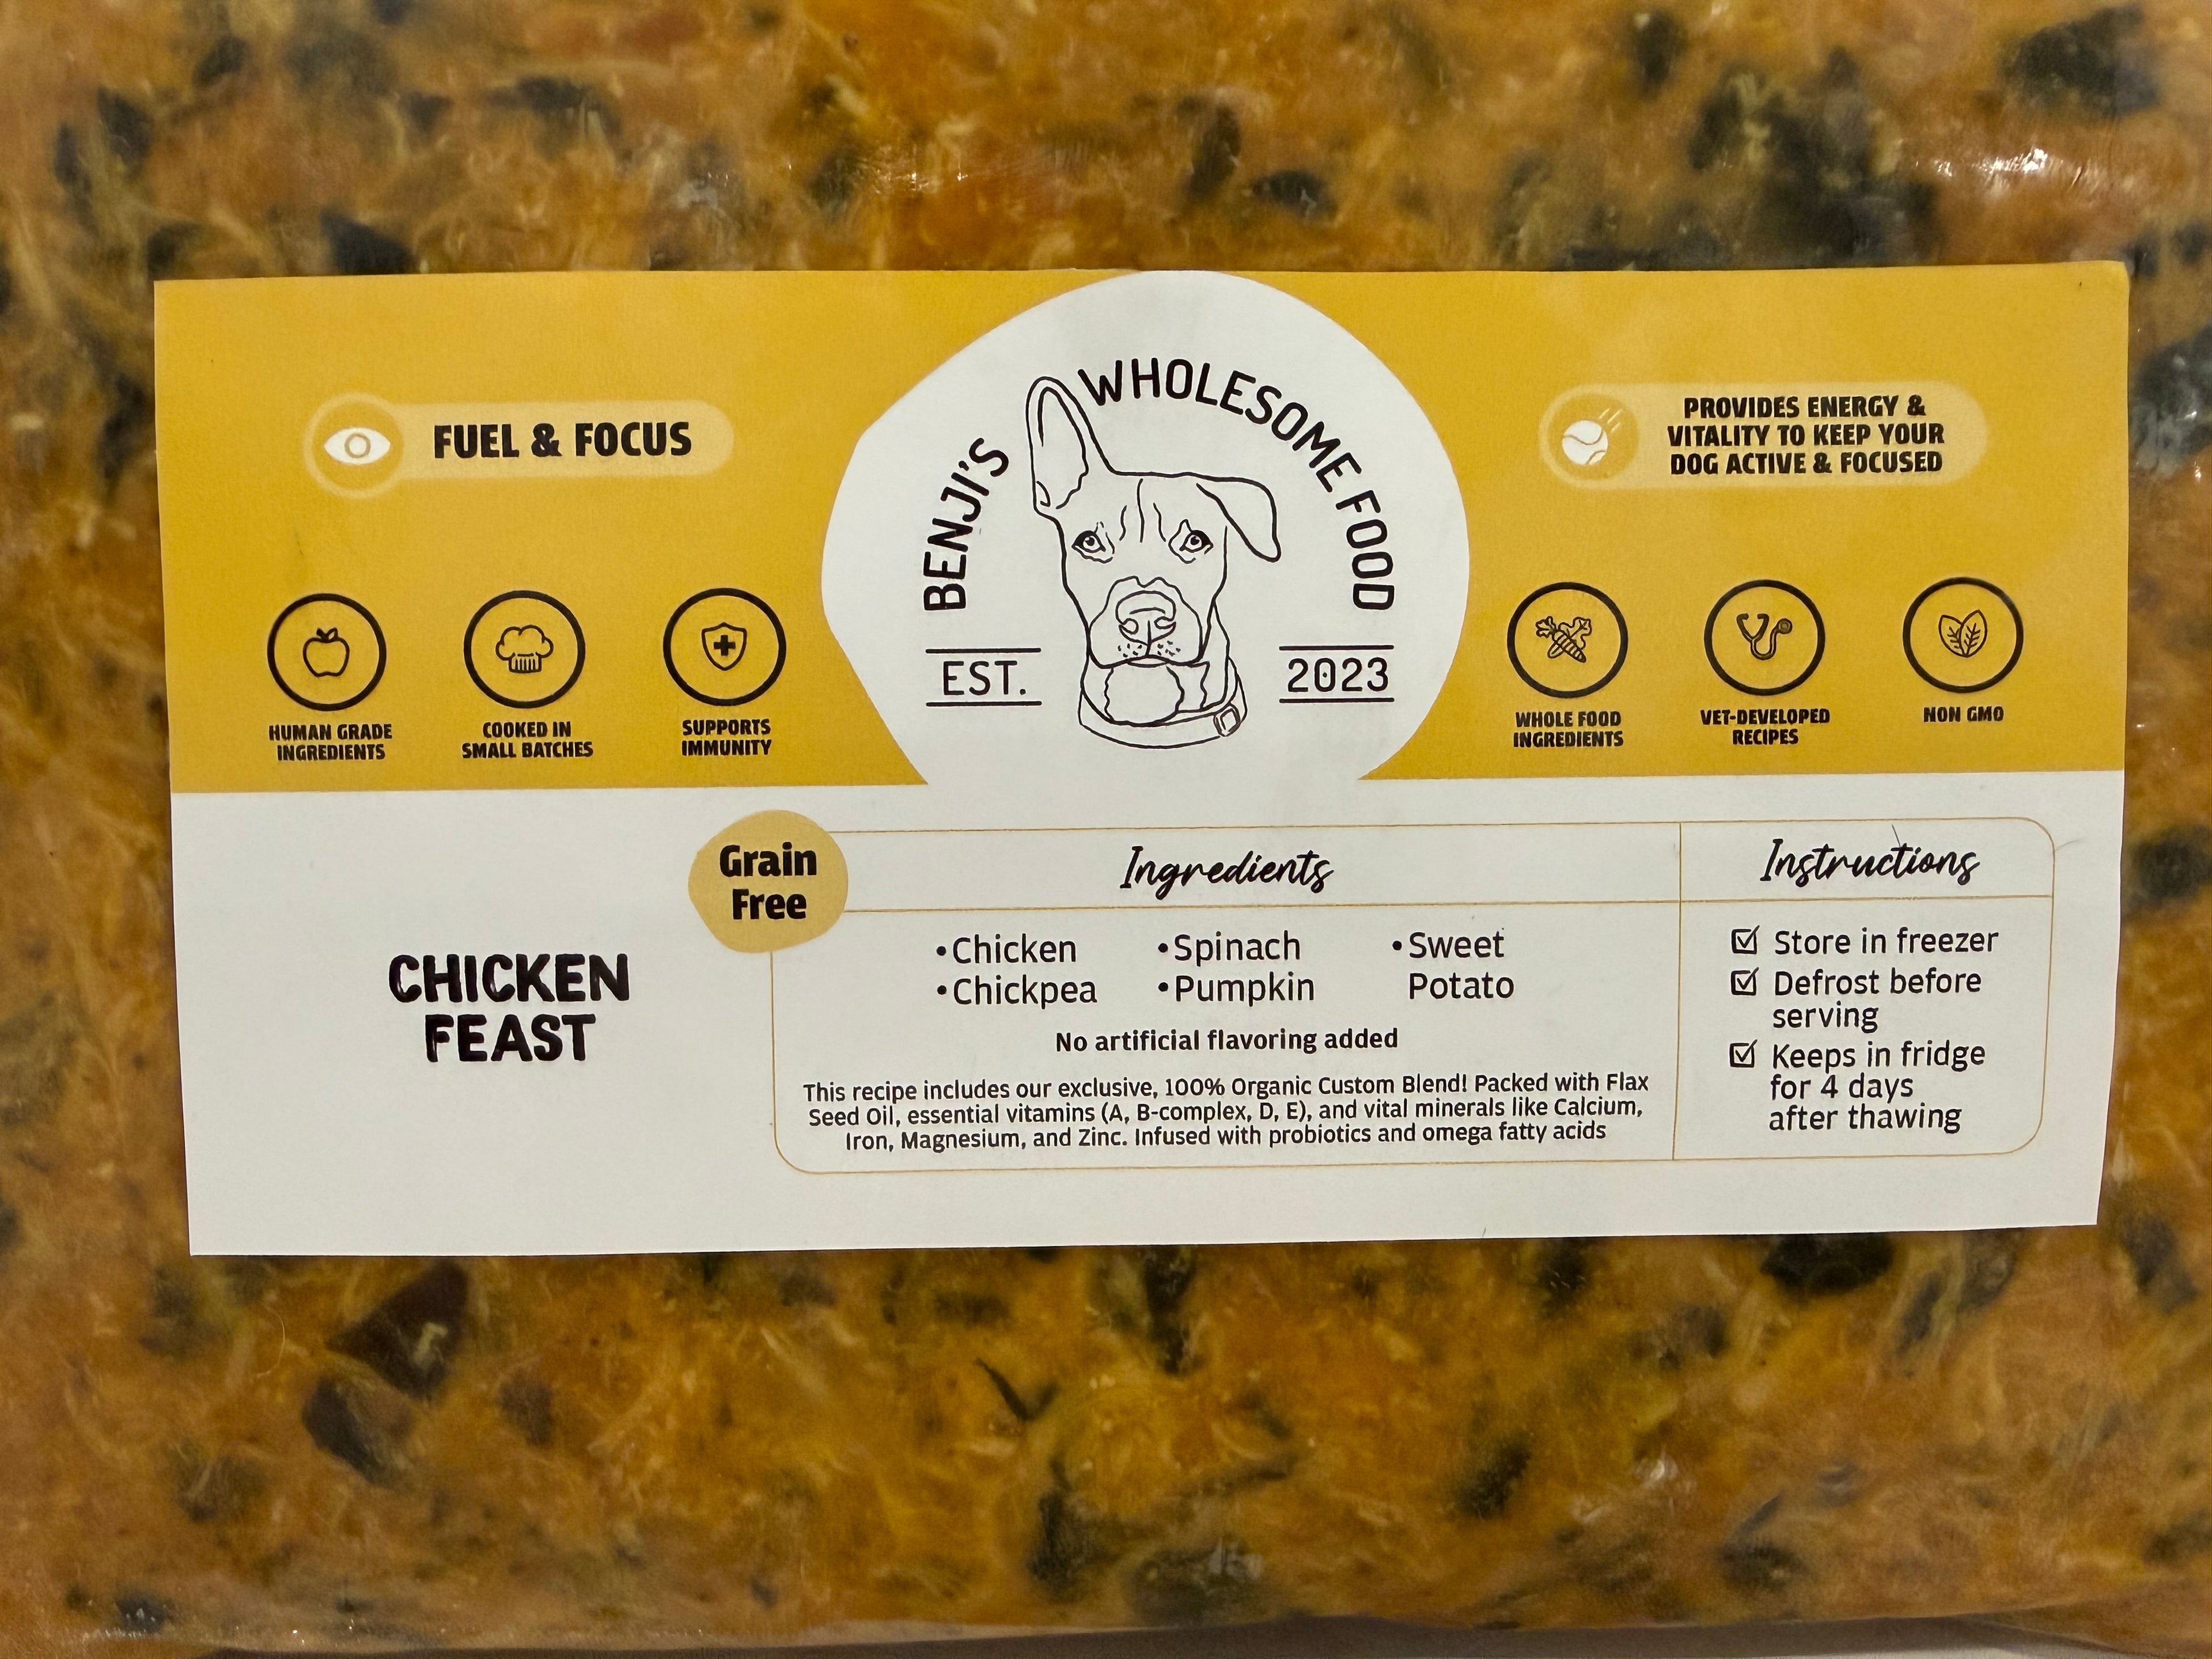 BENJI'S WHOLESOME FOOD
EST. 2023
FUEL & FOCUS
HUMAN GRADE
INGREDIENTS
COOKED IN
SMALL BATCHES
SUPPORTS
IMMUNITY
PROVIDES ENERGY &
VITALITY TO KEEP YOUR
DOG ACTIVE & FOCUSED
WHOLE FOOD
INGREDIENTS
VET-DEVELOPED
RECIPES
NON GMO
CHICKEN
FEAST
Grain
Free
Ingredients
•Chicken
•Chickpea
•Spinach
•Pumpkin
•Sweet
Potato
No artificial flavoring added
This recipe includes our exclusive, 100% Organic Custom Blend! Packed with Flax
Seed Oil, essential vitamins (A, B-complex, D, E), and vital minerals like Calcium,
Iron, Magnesium, and Zinc. Infused with probiotics and omega fatty acids
Instructions
Store in freezer
Defrost before
serving
Keeps in fridge
for 4 days
after thawing